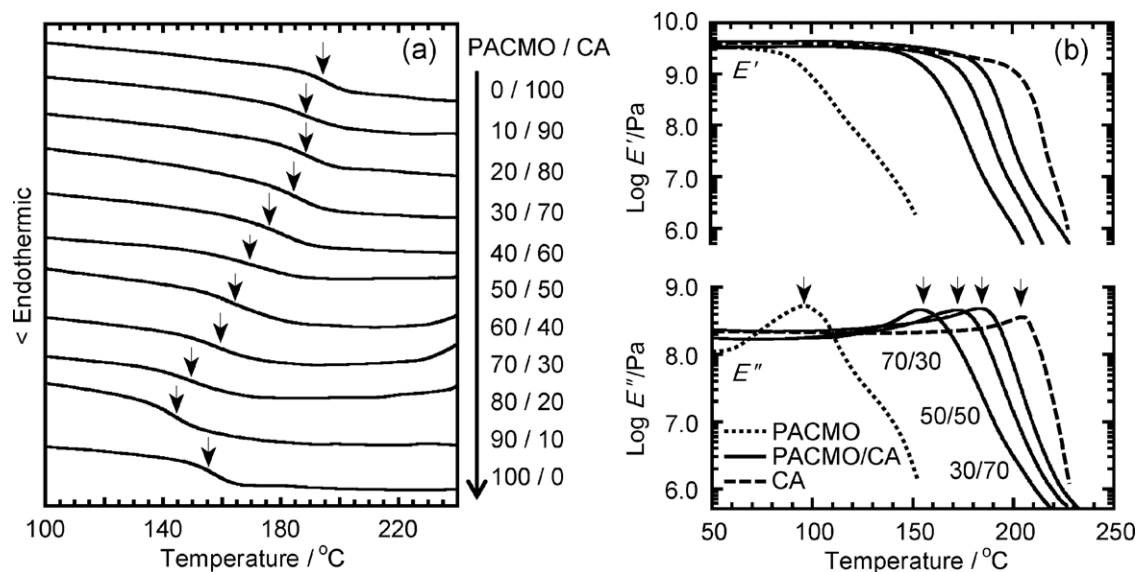 (a)
PACMO / CA
0 / 100
10 / 90
20 / 80
30 / 70
40 / 60
50 / 50
60 / 40
70 / 30
80 / 20
90 / 10
100 / 0
< Endothermic
100 140 180 220
Temperature / °C
(b)
10.0
9.0
8.0
7.0
6.0
Log E'/Pa
E'
9.0
8.0
7.0
6.0
Log E"/Pa
E"
70/30
50/50
30/70
PACMO
PACMO/CA
CA
50 100 150 200 250
Temperature / °C